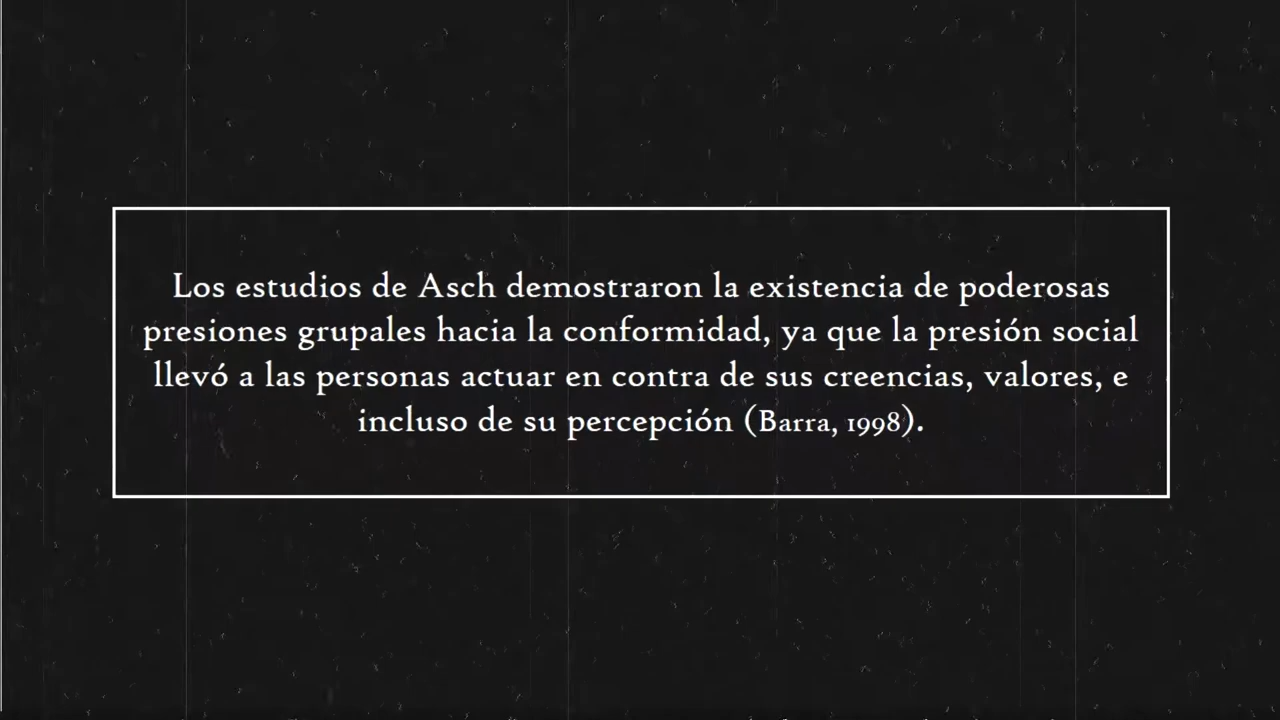 Los estudios de Asch demostraron la existencia de poderosas
presiones grupales hacia la conformidad, ya que la presión social
llevó a las personas actuar en contra de sus creencias, valores, e
incluso de su percepción (Barra, 1998).